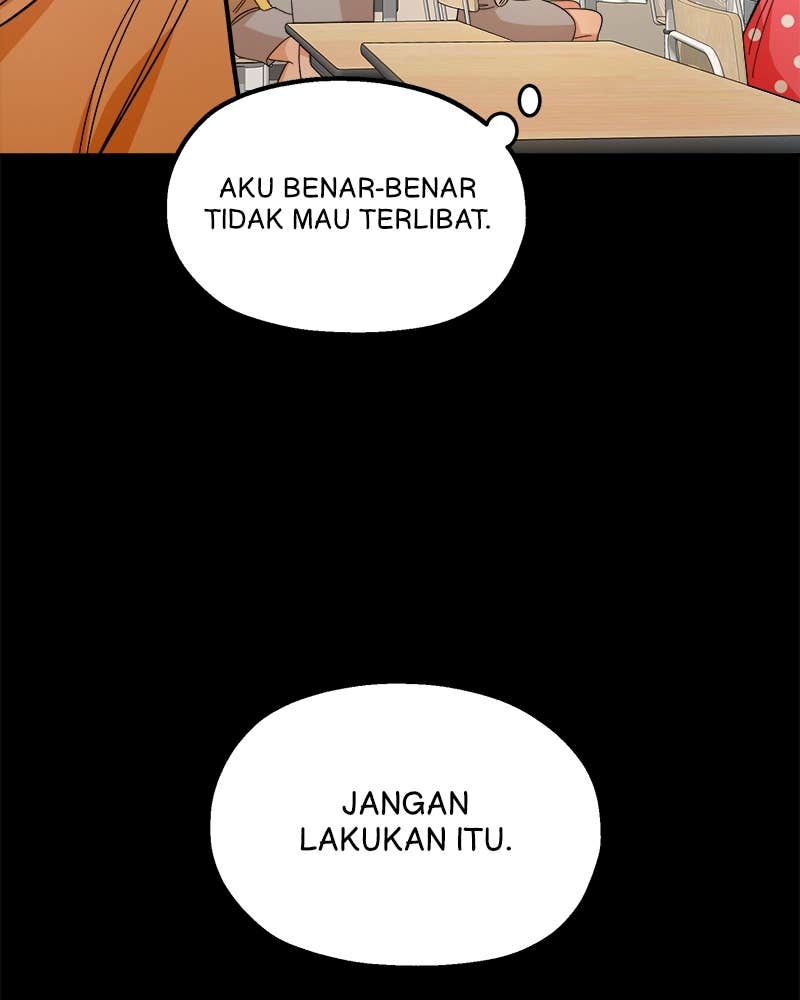 AKU BENAR-BENAR
TIDAK MAU TERLIBAT.
JANGAN
LAKUKAN ITU.